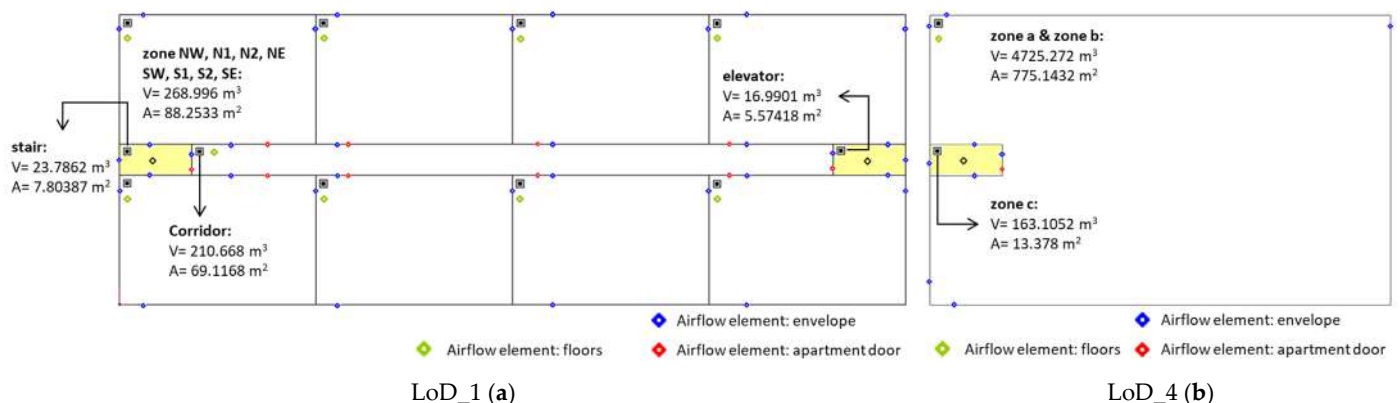 zone NW, N1, N2, NE
SW, S1, S2, SE:
V= 268.996 m³
A= 88.2533 m²
elevator:
V= 16.9901 m³
A= 5.57418 m²
stair:
V= 23.7862 m³
A= 7.80387 m²
Corridor:
V= 210.668 m³
A= 69.1168 m²
Airflow element: envelope
Airflow element: floors
Airflow element: apartment door
LoD_1 (a)
zone a & zone b:
V= 4725.272 m³
A= 775.1432 m²
zone c:
V= 163.1052 m³
A= 13.378 m²
Airflow element: envelope
Airflow element: floors
Airflow element: apartment door
LoD_4 (b)